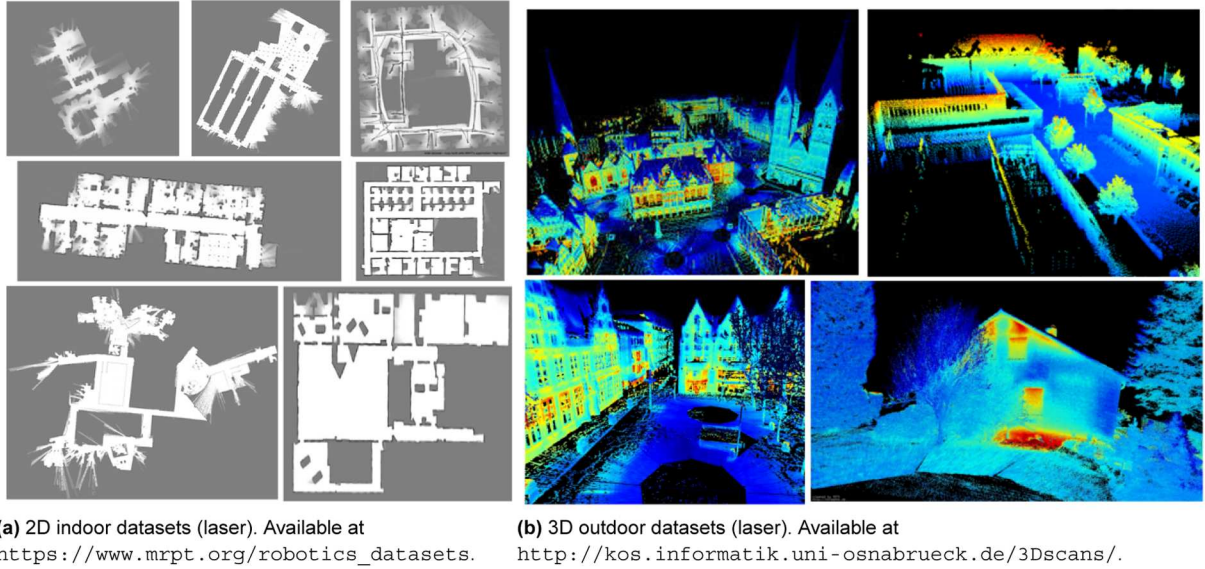 (a) 2D indoor datasets (laser). Available at
https://www.mrpt.org/robotics_datasets.
(b) 3D outdoor datasets (laser). Available at
http://kos.informatik.uni-osnabrueck.de/3Dscans/.